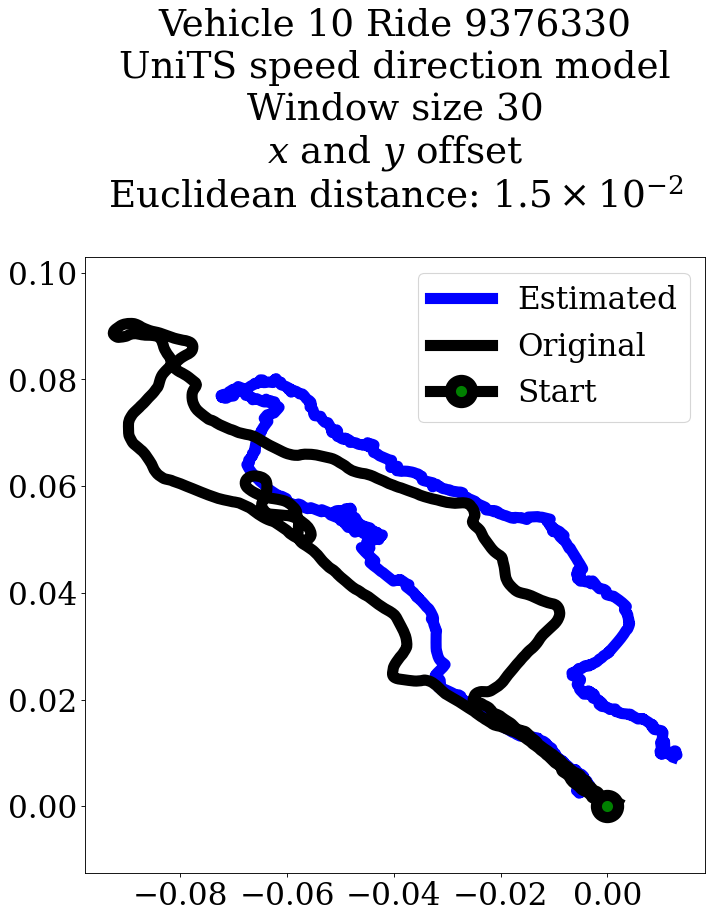 Vehicle 10 Ride 9376330
UniTS speed direction model
Window size 30
x and y offset
Euclidean distance: 1.5 × 10⁻²
Estimated
Original
Start
0.10
0.08
0.06
0.04
0.02
0.00
−0.08 −0.06 −0.04 −0.02 0.00